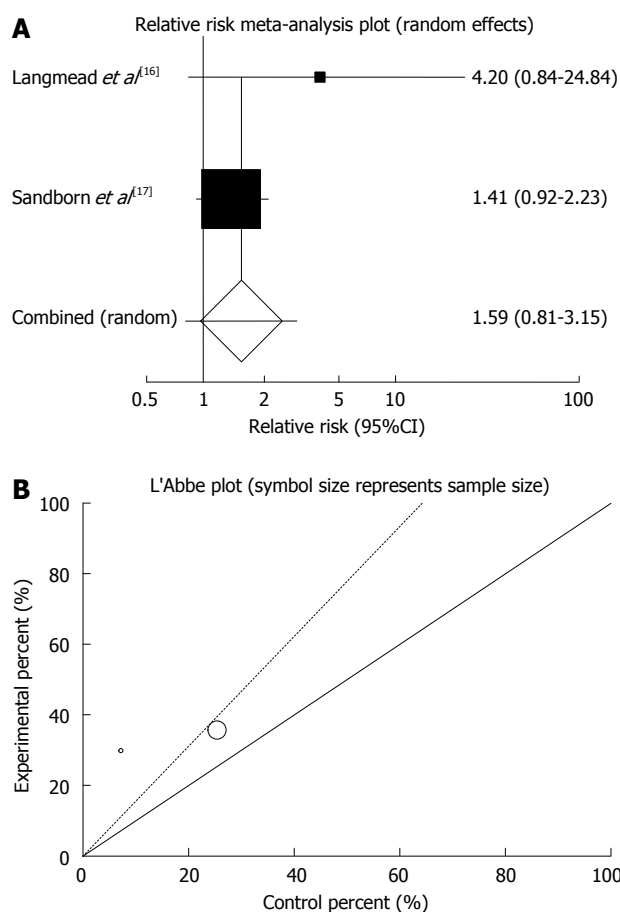 A
Relative risk meta-analysis plot (random effects)
Langmead et al[16]
4.20 (0.84-24.84)
Sandborn et al[17]
1.41 (0.92-2.23)
Combined (random)
1.59 (0.81-3.15)
0.5 1 2 5 10 100
Relative risk (95%CI)
B
L'Abbe plot (symbol size represents sample size)
100
80
60
40
20
0
Experimental percent (%)
0 20 40 60 80 100
Control percent (%)